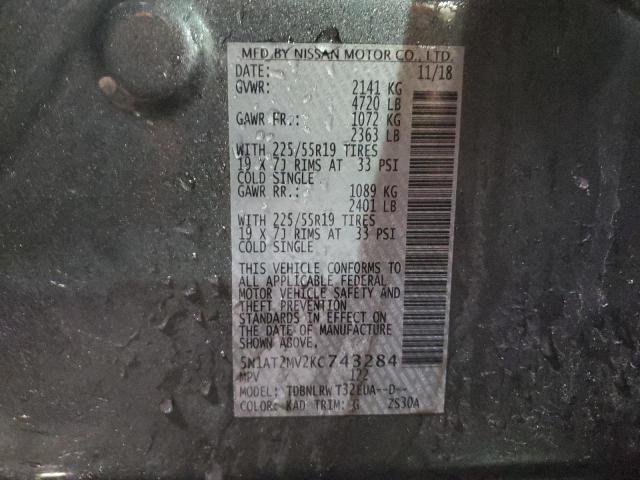 MFD BY NISSAN MOTOR CO., LTD.
DATE: 11/18
GVWR: 2141 KG
4720 LB
GAWR FR.: 1072 KG
2363 LB
WITH 225/55R19 TIRES
19 X 7J RIMS AT 33 PSI
COLD SINGLE
GAWR RR.: 1089 KG
2401 LB
WITH 225/55R19 TIRES
19 X 7J RIMS AT 33 PSI
COLD SINGLE
THIS VEHICLE CONFORMS TO
ALL APPLICABLE FEDERAL
MOTOR VEHICLE SAFETY AND
THEFT PREVENTION
STANDARDS IN EFFECT ON
THE DATE OF MANUFACTURE
SHOWN ABOVE.
5N1AT2MV2KC743284
MPV
MODEL: TDBNLRW T32EUA--D--
COLOR: KAD TRIM: G ZS30A